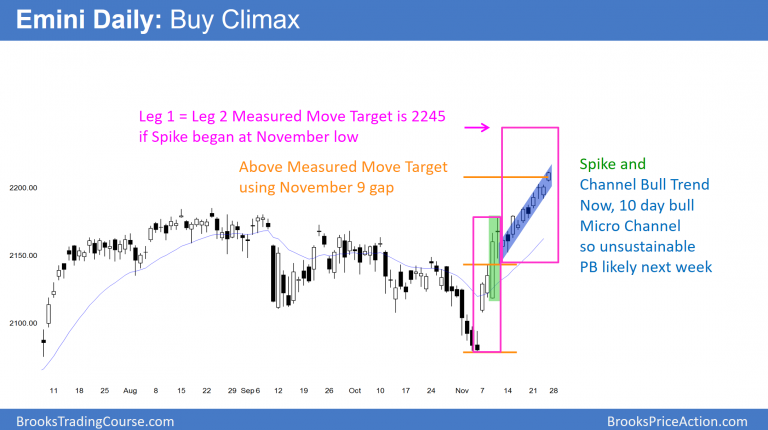 Emini Daily: Buy Climax
Leg 1 = Leg 2 Measured Move Target is 2245
if Spike began at November low
Above Measured Move Target
using November 9 gap
Spike and
Channel Bull Trend
Now, 10 day bull
Micro Channel
so unsustainable
PB likely next week
2200.00
2150.00
2100.00
11 18 25 Aug 8 15 22 29 Sep 6 12 19 26 Oct 10 17 24 Nov 7 14 21 28
BrooksTradingCourse.com
BrooksPriceAction.com